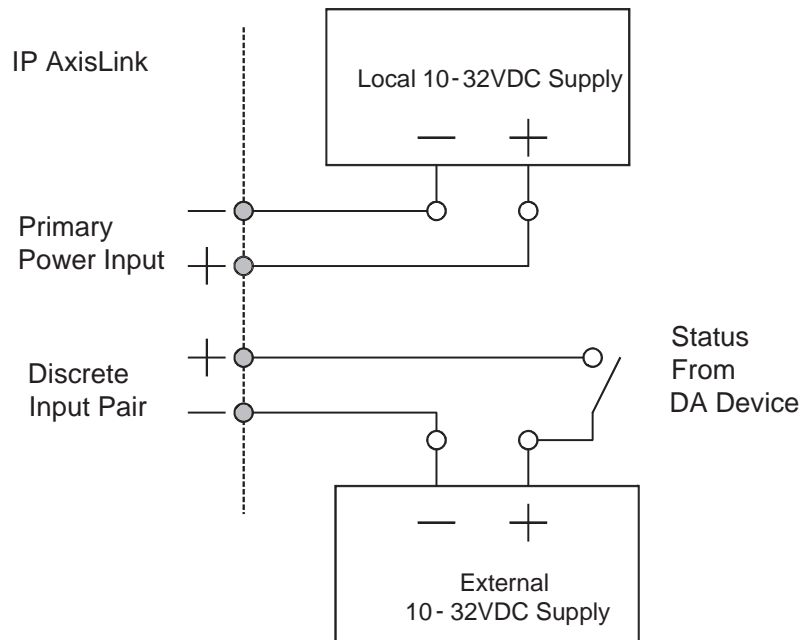 IP AxisLink
Local 10-32VDC Supply
— +
Primary
Power Input
—
+
Discrete
Input Pair
+
—
Status
From
DA Device
— +
External
10-32VDC Supply